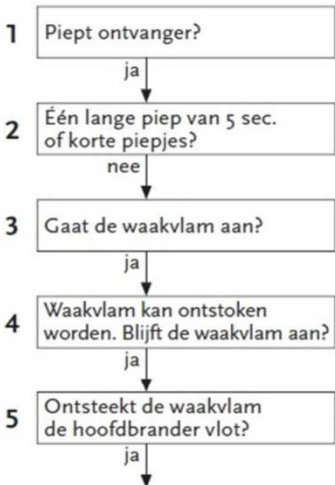 1 Piept ontvanger?
ja
2 Één lange piep van 5 sec.
of korte piepjes?
nee
3 Gaat de waakvlam aan?
ja
4 Waakvlam kan ontstoken
worden. Blijft de waakvlam aan?
ja
5 Ontsteekt de waakvlam
de hoofdbrander vlot?
ja